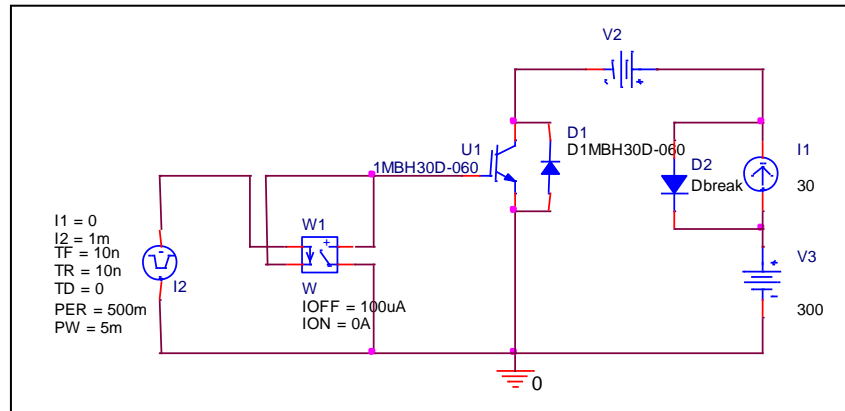 V2
D1
D1MBH30D-060
U1
1MBH30D-060
D2
Dbreak
I1
30
I1 = 0
I2 = 1m
TF = 10n
TR = 10n
TD = 0
PER = 500m
PW = 5m
I2
W1
+
W
IOFF = 100uA
ION = 0A
V3
300
0